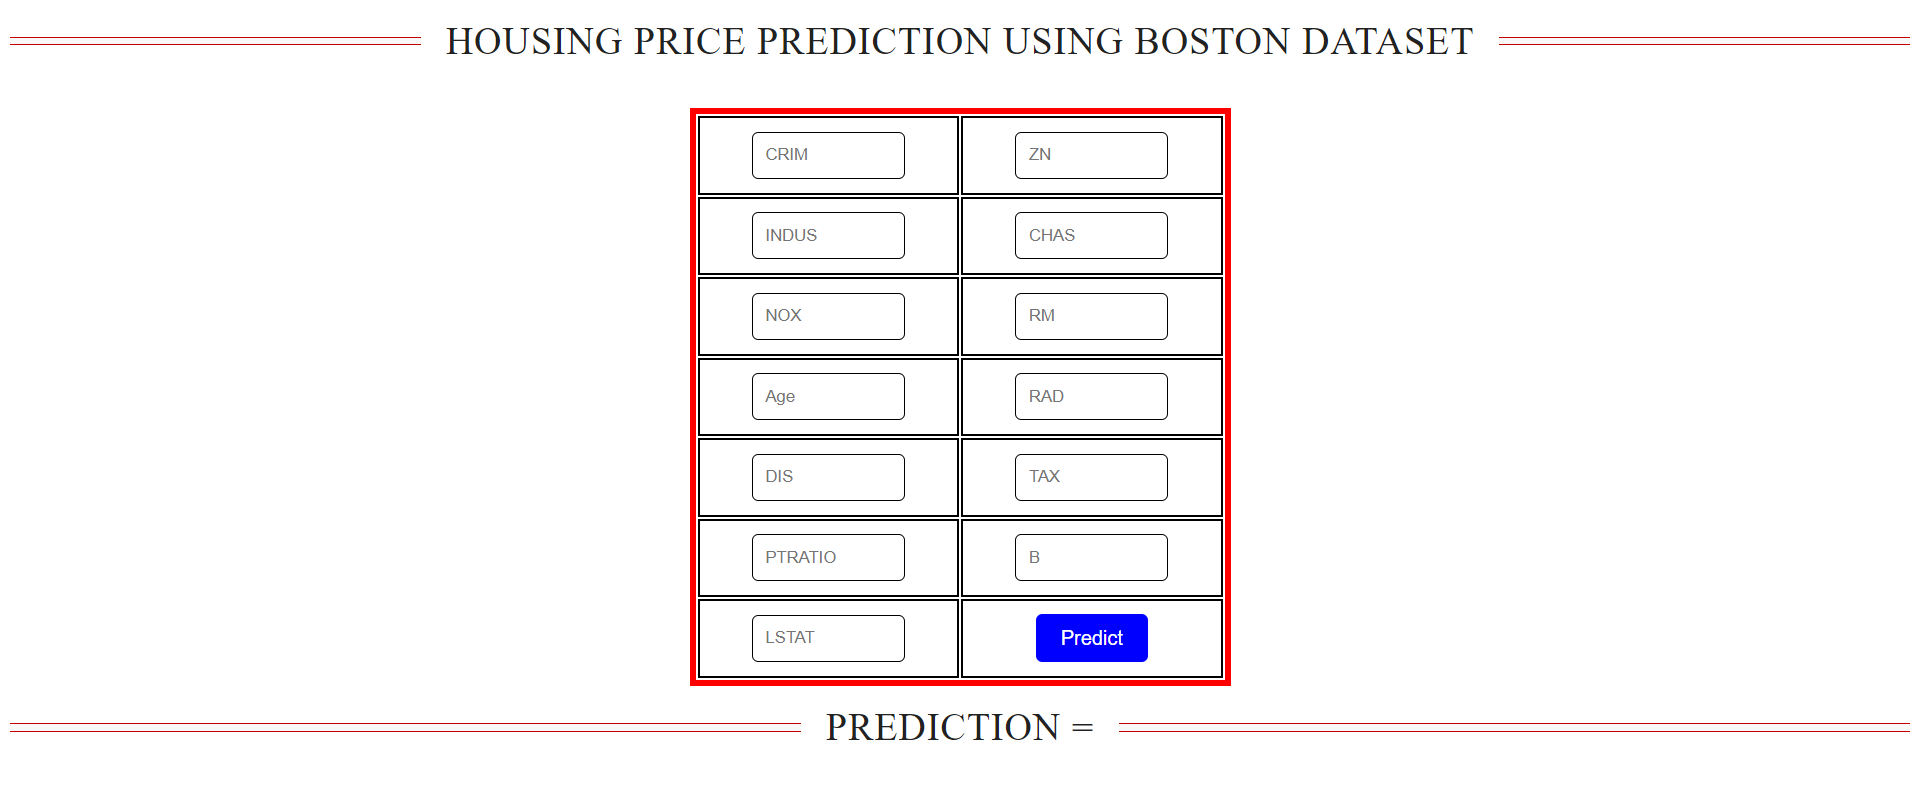 HOUSING PRICE PREDICTION USING BOSTON DATASET
CRIM ZN
INDUS CHAS
NOX RM
Age RAD
DIS TAX
PTRATIO B
LSTAT Predict
PREDICTION =